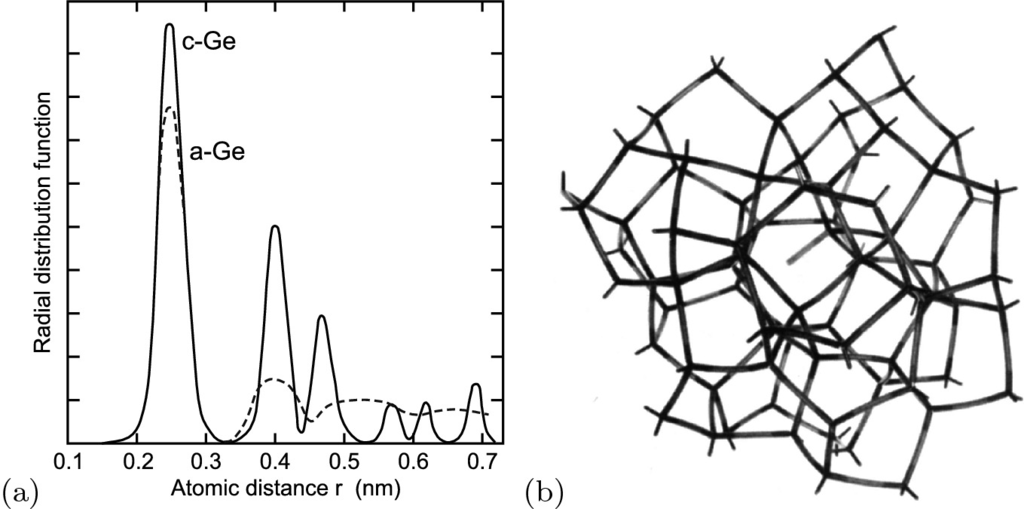 c-Ge
a-Ge
Radial distribution function
0.1 0.2 0.3 0.4 0.5 0.6 0.7
Atomic distance r (nm)
(a)
(b)